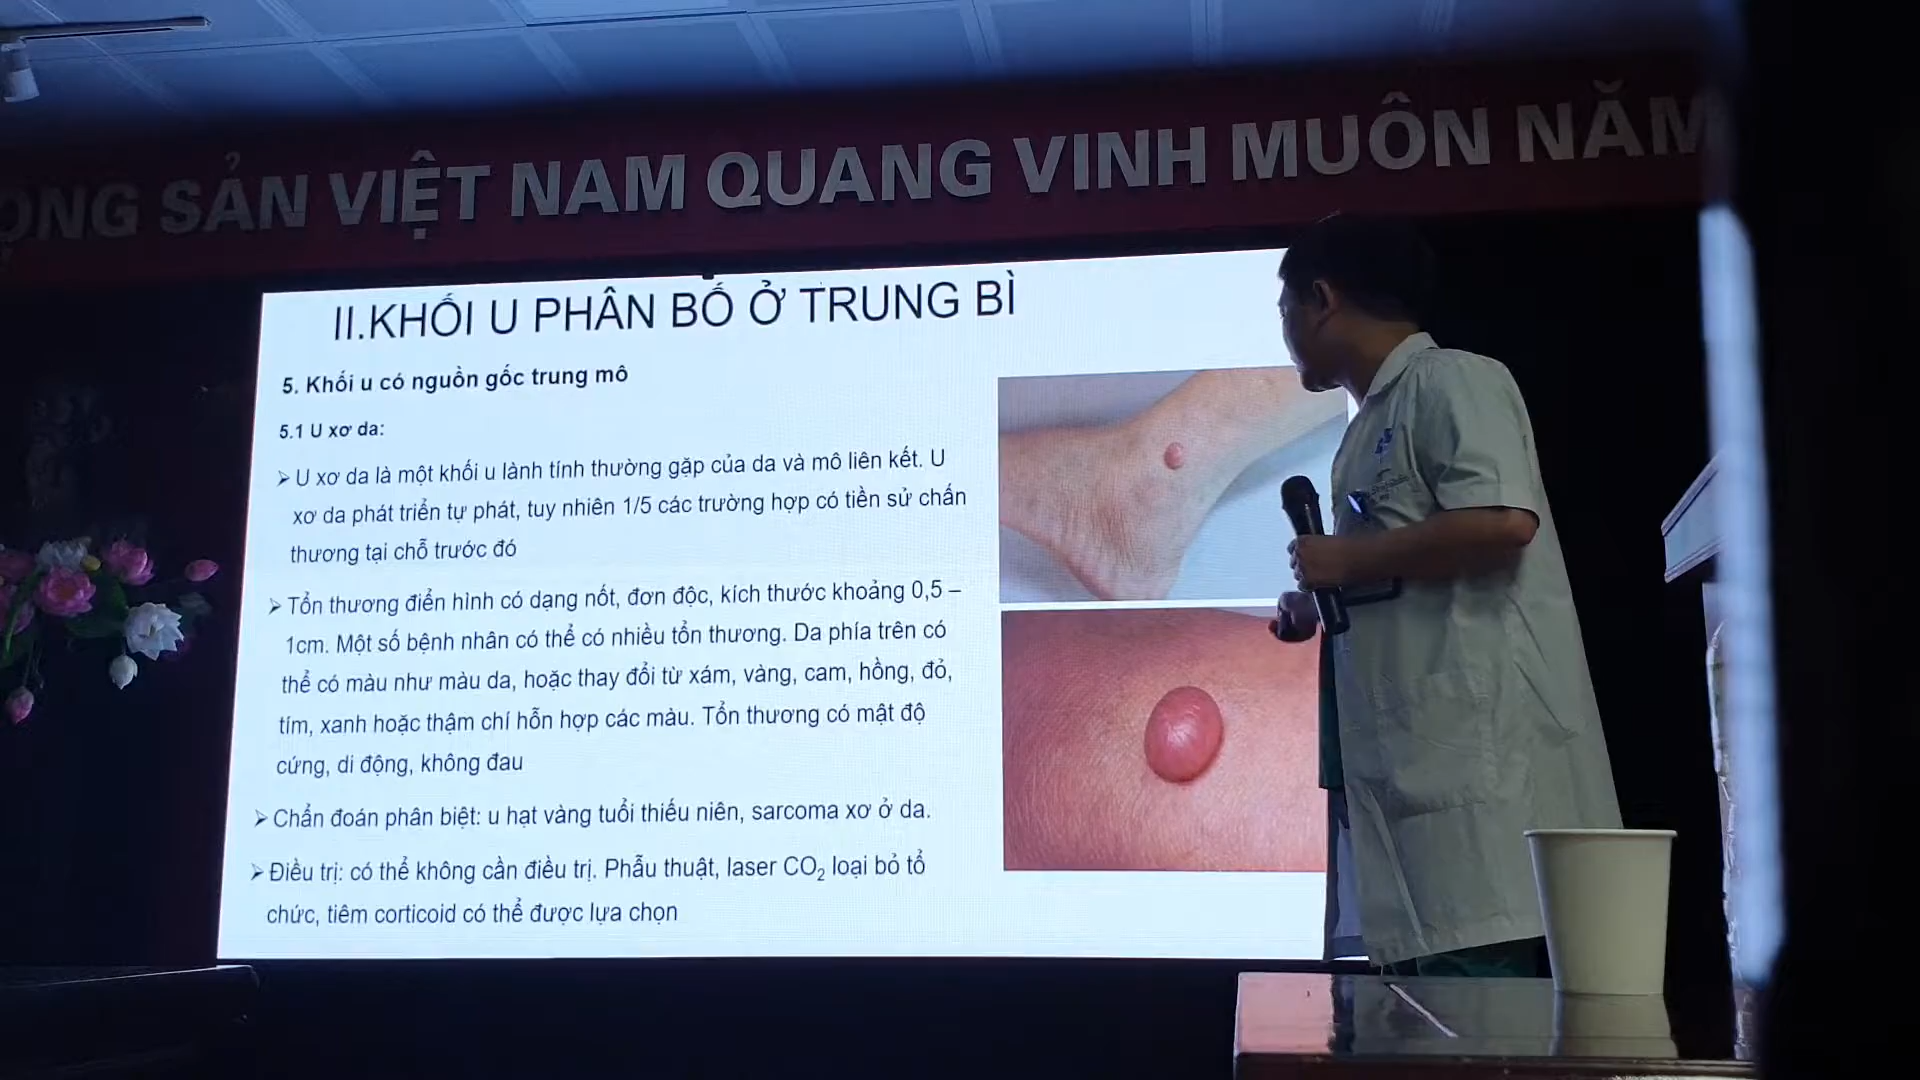 SẢN VIỆT NAM QUANG VINH MUÔN NĂM
II.KHỐI U PHÂN BỐ Ở TRUNG BÌ
5. Khối u có nguồn gốc trung mô
5.1 U xơ da:
➢ U xơ da là một khối u lành tính thường gặp của da và mô liên kết. U
xơ da phát triển tự phát, tuy nhiên 1/5 các trường hợp có tiền sử chấn
thương tại chỗ trước đó
➢ Tổn thương điển hình có dạng nốt, đơn độc, kích thước khoảng 0,5 –
1cm. Một số bệnh nhân có thể có nhiều tổn thương. Da phía trên có
thể có màu như màu da, hoặc thay đổi từ xám, vàng, cam, hồng, đỏ,
tím, xanh hoặc thậm chí hỗn hợp các màu. Tổn thương có mật độ
cứng, di động, không đau
➢ Chẩn đoán phân biệt: u hạt vàng tuổi thiếu niên, sarcoma xơ ở da.
➢ Điều trị: có thể không cần điều trị. Phẫu thuật, laser CO₂ loại bỏ tổ
chức, tiêm corticoid có thể được lựa chọn